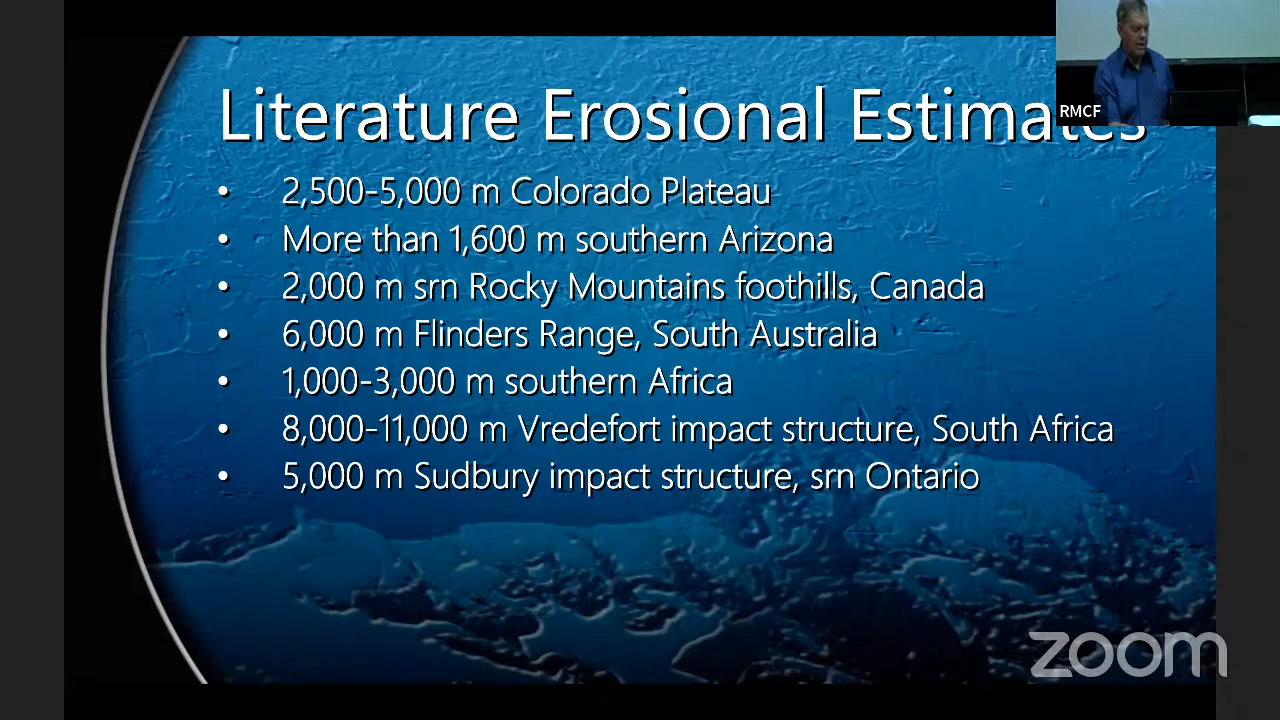 Literature Erosional Estimates
• 2,500-5,000 m Colorado Plateau
• More than 1,600 m southern Arizona
• 2,000 m srn Rocky Mountains foothills, Canada
• 6,000 m Flinders Range, South Australia
• 1,000-3,000 m southern Africa
• 8,000-11,000 m Vredefort impact structure, South Africa
• 5,000 m Sudbury impact structure, srn Ontario
RMCF
zoom